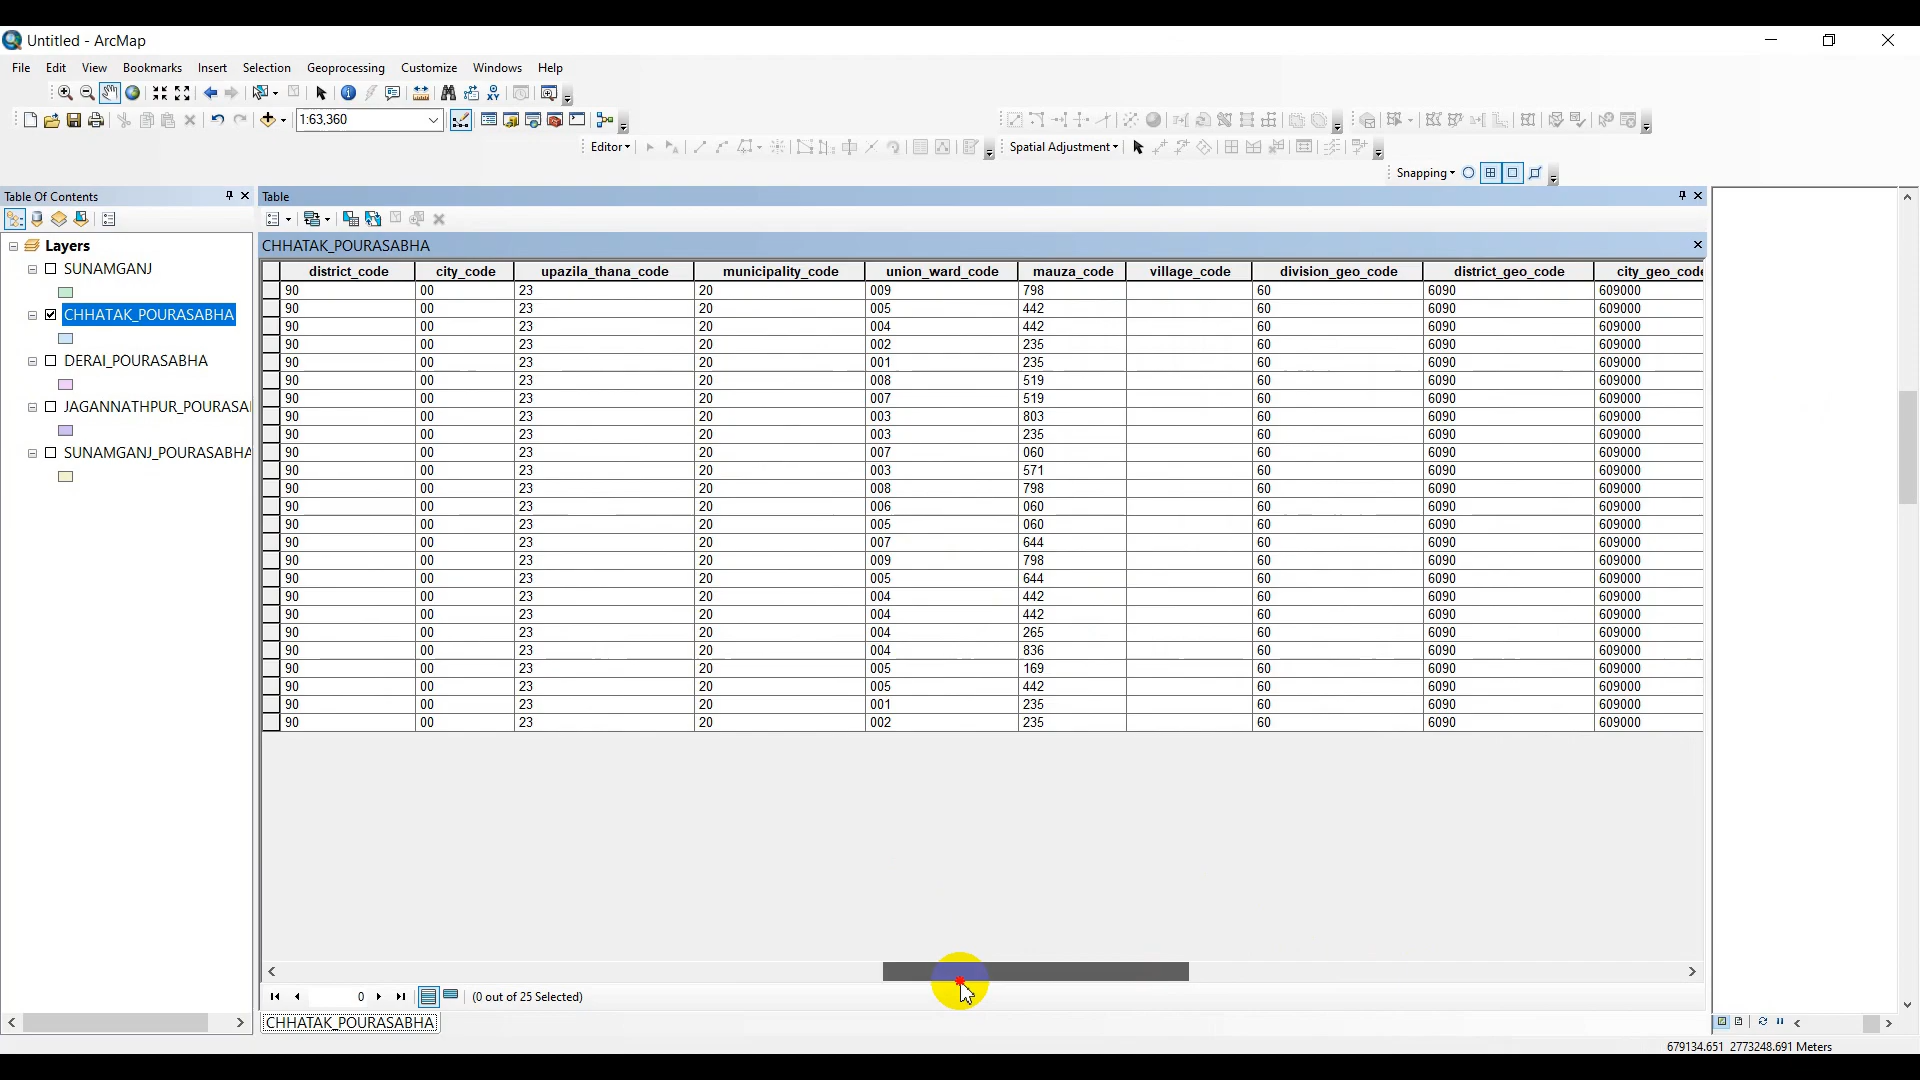 Untitled - ArcMap
File Edit View Bookmarks Insert Selection Geoprocessing Customize Windows Help
1:63,360
Editor
Spatial Adjustment
Snapping
Table Of Contents
Table
CHHATAK_POURASABHA
Layers
SUNAMGANJ
CHHATAK_POURASABHA
DERAI_POURASABHA
JAGANNATHPUR_POURASA
SUNAMGANJ_POURASABHA
district_code city_code upazila_thana_code municipality_code union_ward_code mauza_code village_code division_geo_code district_geo_code city_geo_code
90 00 23 20 009 798 60 6090 609000
90 00 23 20 005 442 60 6090 609000
90 00 23 20 004 442 60 6090 609000
90 00 23 20 002 235 60 6090 609000
90 00 23 20 001 235 60 6090 609000
90 00 23 20 008 519 60 6090 609000
90 00 23 20 007 519 60 6090 609000
90 00 23 20 003 803 60 6090 609000
90 00 23 20 003 235 60 6090 609000
90 00 23 20 007 060 60 6090 609000
90 00 23 20 003 571 60 6090 609000
90 00 23 20 008 798 60 6090 609000
90 00 23 20 006 060 60 6090 609000
90 00 23 20 005 060 60 6090 609000
90 00 23 20 007 644 60 6090 609000
90 00 23 20 009 798 60 6090 609000
90 00 23 20 005 644 60 6090 609000
90 00 23 20 004 442 60 6090 609000
90 00 23 20 004 442 60 6090 609000
90 00 23 20 004 265 60 6090 609000
90 00 23 20 004 836 60 6090 609000
90 00 23 20 005 169 60 6090 609000
90 00 23 20 005 442 60 6090 609000
90 00 23 20 001 235 60 6090 609000
90 00 23 20 002 235 60 6090 609000
0 (0 out of 25 Selected)
CHHATAK_POURASABHA
679134.651 2773248.691 Meters